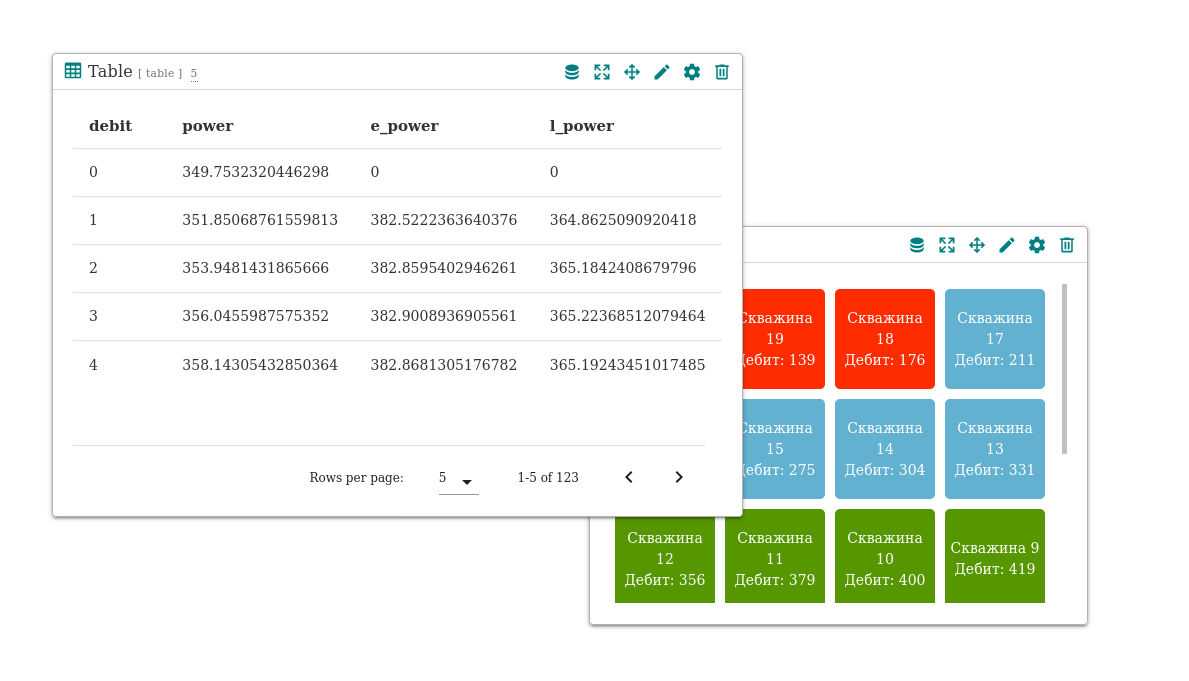 Table [ table ] 5
debit power e_power l_power
0 349.7532320446298 0 0
1 351.85068761559813 382.5222363640376 364.8625090920418
2 353.9481431865666 382.8595402946261 365.1842408679796
3 356.0455987575352 382.9008936905561 365.22368512079464
4 358.14305432850364 382.8681305176782 365.19243451017485
Rows per page: 5 1-5 of 123
Скважина
19
Дебит: 139
Скважина
18
Дебит: 176
Скважина
17
Дебит: 211
Скважина
15
Дебит: 275
Скважина
14
Дебит: 304
Скважина
13
Дебит: 331
Скважина
12
Дебит: 356
Скважина
11
Дебит: 379
Скважина
10
Дебит: 400
Скважина 9
Дебит: 419